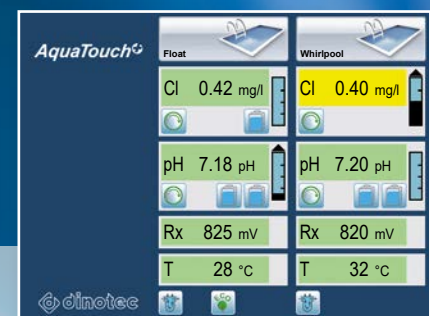 AquaTouch
Float
Whirlpool
Cl 0.42 mg/l
Cl 0.40 mg/l
pH 7.18 pH
pH 7.20 pH
Rx 825 mV
Rx 820 mV
T 28 °C
T 32 °C
dinotec